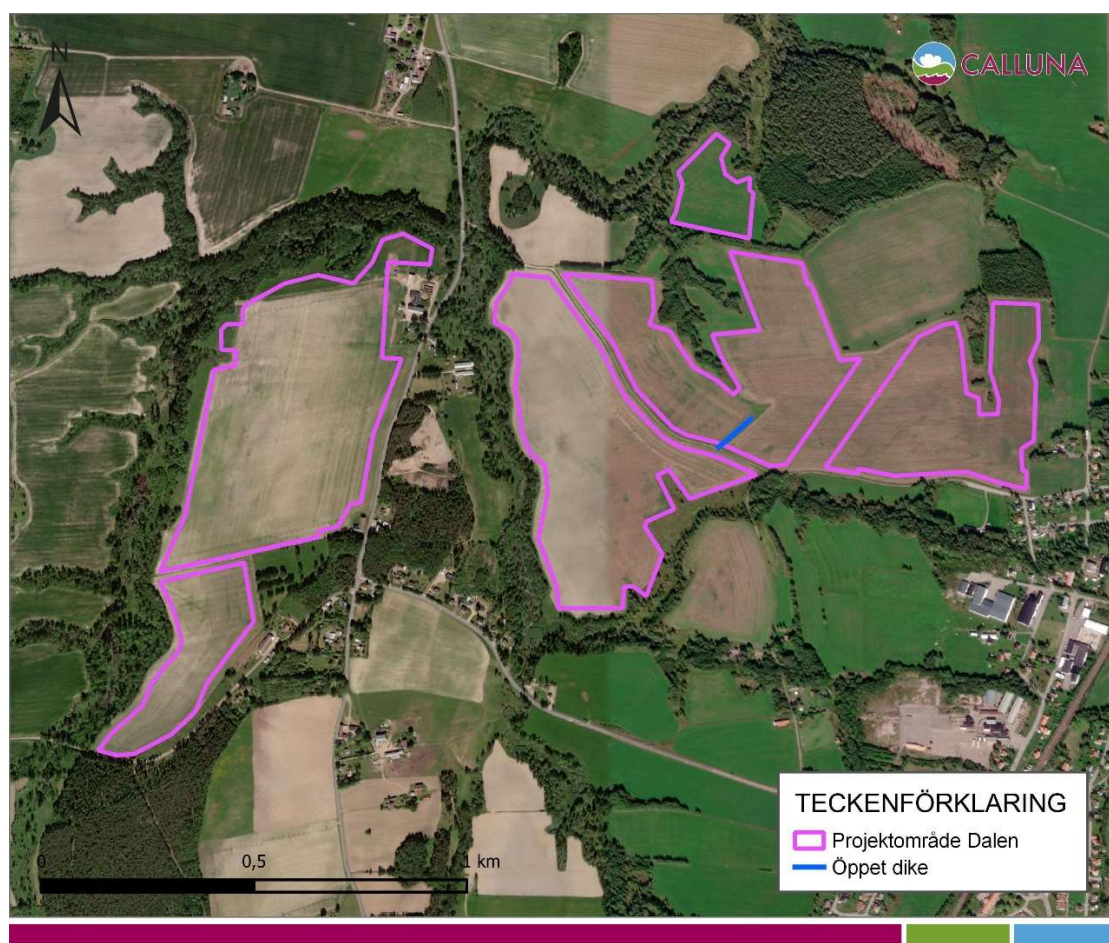 N
CALLUNA
TECKENFÖRKLARING
Projektområde Dalen
Öppet dike
0 0,5 1 km